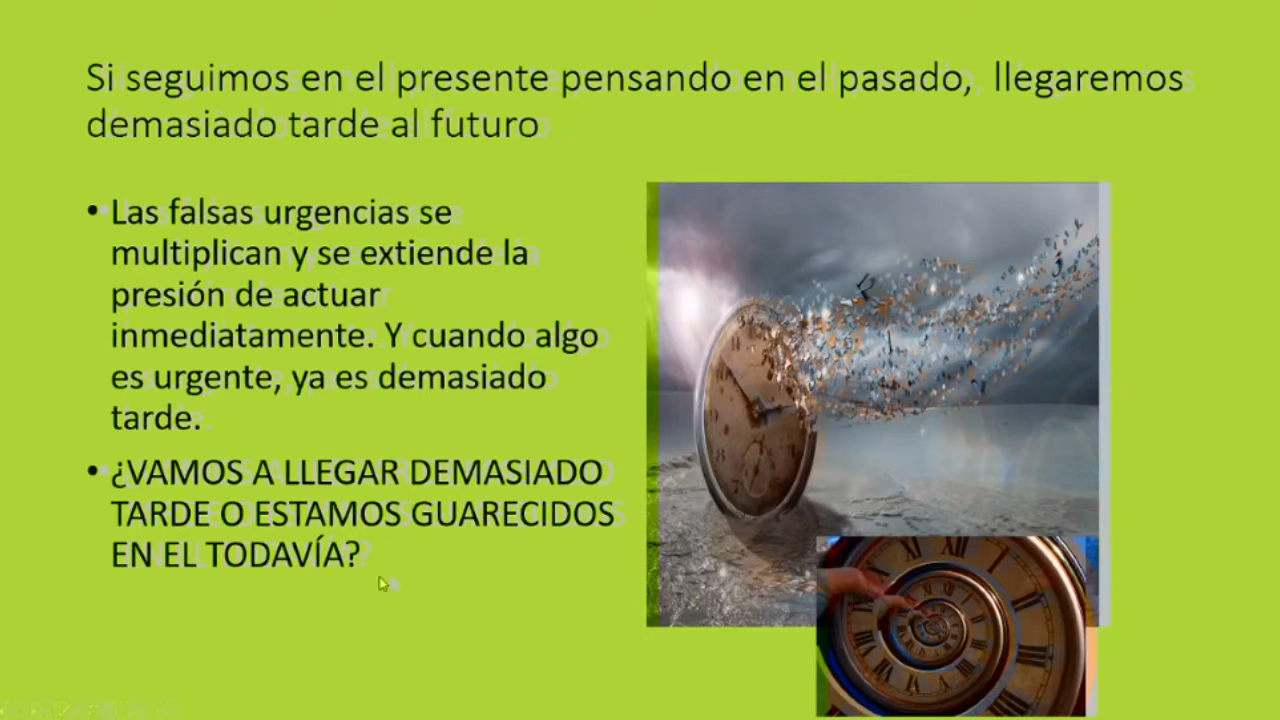 Si seguimos en el presente pensando en el pasado, llegaremos
demasiado tarde al futuro
• Las falsas urgencias se
multiplican y se extiende la
presión de actuar
inmediatamente. Y cuando algo
es urgente, ya es demasiado
tarde.
• ¿VAMOS A LLEGAR DEMASIADO
TARDE O ESTAMOS GUARECIDOS
EN EL TODAVÍA?